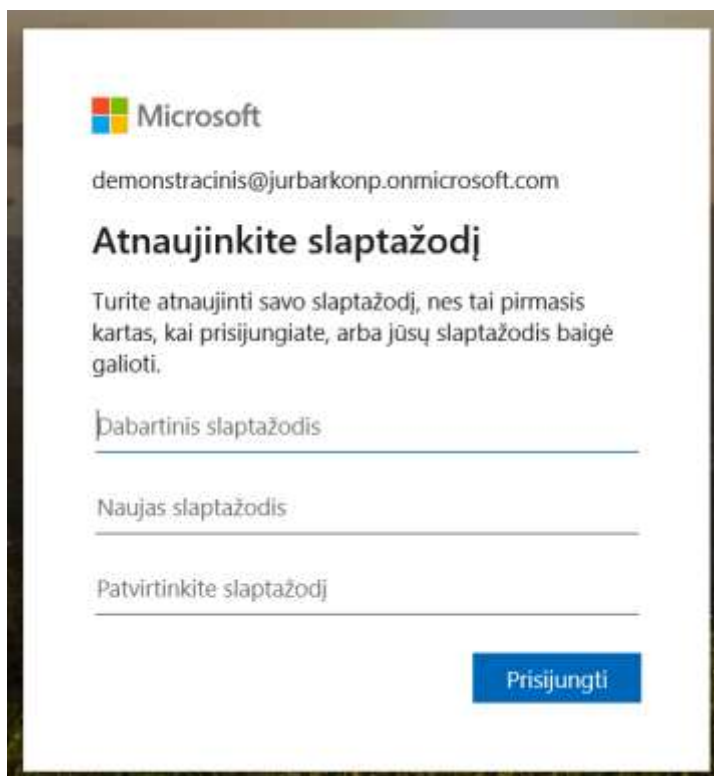 Microsoft
demonstracinis@jurbarkonp.onmicrosoft.com
Atnaujinkite slaptažodį
Turite atnaujinti savo slaptažodį, nes tai pirmasis
kartas, kai prisijungiate, arba jūsų slaptažodis baigė
galioti.
Dabartinis slaptažodis
Naujas slaptažodis
Patvirtinkite slaptažodį
Prisijungti